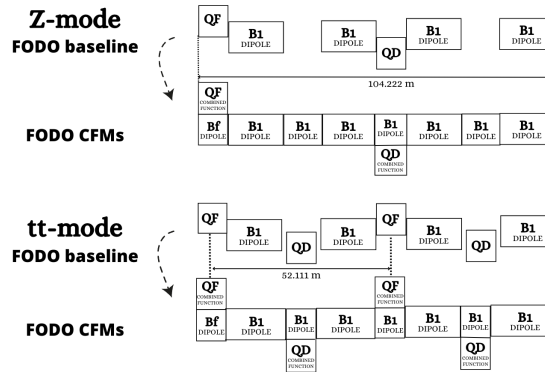 Z-mode
FODO baseline
QF
B1
DIPOLE
B1
DIPOLE
QD
B1
DIPOLE
B1
DIPOLE
104.222 m
FODO CFMs
QF
COMBINED
FUNCTION
Bf
DIPOLE
B1
DIPOLE
B1
DIPOLE
B1
DIPOLE
B1
DIPOLE
B1
DIPOLE
B1
DIPOLE
B1
DIPOLE
QD
COMBINED
FUNCTION
tt-mode
FODO baseline
QF
B1
DIPOLE
QD
B1
DIPOLE
QF
B1
DIPOLE
QD
B1
DIPOLE
52.111 m
FODO CFMs
QF
COMBINED
FUNCTION
QF
COMBINED
FUNCTION
Bf
DIPOLE
B1
DIPOLE
B1
DIPOLE
B1
DIPOLE
B1
DIPOLE
B1
DIPOLE
B1
DIPOLE
B1
DIPOLE
QD
COMBINED
FUNCTION
QD
COMBINED
FUNCTION